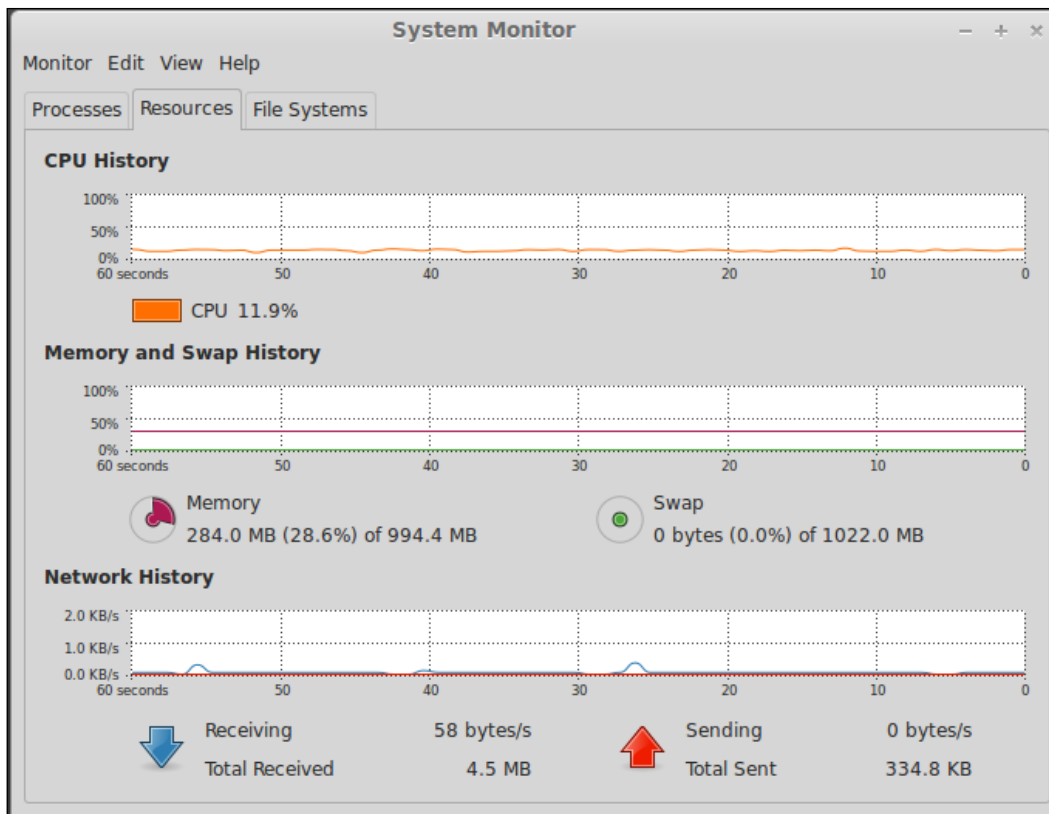 System Monitor
Monitor Edit View Help
Processes Resources File Systems
CPU History
100%
50%
0%
60 seconds 50 40 30 20 10 0
CPU 11.9%
Memory and Swap History
100%
50%
0%
60 seconds 50 40 30 20 10 0
Memory Swap
284.0 MB (28.6%) of 994.4 MB 0 bytes (0.0%) of 1022.0 MB
Network History
2.0 KB/s
1.0 KB/s
0.0 KB/s
60 seconds 50 40 30 20 10 0
Receiving 58 bytes/s Sending 0 bytes/s
Total Received 4.5 MB Total Sent 334.8 KB